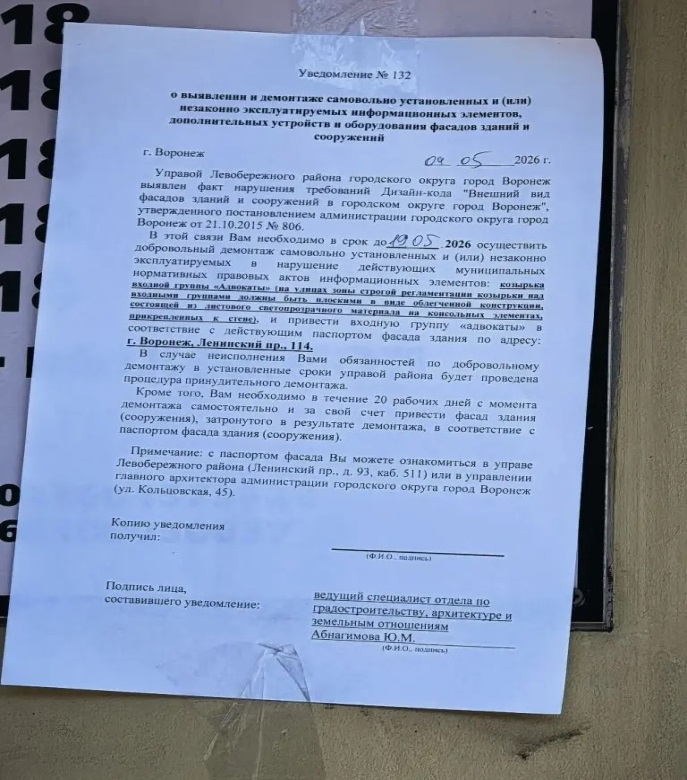 18
18
18
18
18
Уведомление № 132
о выявлении и демонтаже самовольно установленных и (или)
незаконно эксплуатируемых информационных элементов,
дополнительных устройств и оборудования фасадов зданий и
сооружений
г. Воронеж 04 05 2026 г.
Управой Левобережного района городского округа город Воронеж
выявлен факт нарушения требований Дизайн-кода "Внешний вид
фасадов зданий и сооружений в городском округе город Воронеж",
утвержденного постановлением администрации городского округа город
Воронеж от 21.10.2015 № 806.
В этой связи Вам необходимо в срок до 19 05 2026 осуществить
добровольный демонтаж самовольно установленных и (или) незаконно
эксплуатируемых в нарушение действующих муниципальных
нормативных правовых актов информационных элементов: козырька
входной группы «Адвокаты» (на улицах зоны строгой регламентации козырьки над
входными группами должны быть плоскими в виде облегченной конструкции,
состоящей из листового светопрозрачного материала на консольных элементах,
прикрепленных к стене), и привести входную группу «адвокаты» в
соответствие с действующим паспортом фасада здания по адресу:
г. Воронеж, Ленинский пр., 114.
В случае неисполнения Вами обязанностей по добровольному
демонтажу в установленные сроки управой района будет проведена
процедура принудительного демонтажа.
Кроме того, Вам необходимо в течение 20 рабочих дней с момента
демонтажа самостоятельно и за свой счет привести фасад здания
(сооружения), затронутого в результате демонтажа, в соответствие с
паспортом фасада здания (сооружения).
Примечание: с паспортом фасада Вы можете ознакомиться в управе
Левобережного района (Ленинский пр., д. 93, каб. 511) или в управлении
главного архитектора администрации городского округа город Воронеж
(ул. Кольцовская, 45).
Копию уведомления
получил:
(Ф.И.О., подпись)
Подпись лица,
составившего уведомление:
ведущий специалист отдела по
градостроительству, архитектуре и
земельным отношениям
Абнагимова Ю.М.
(Ф.И.О., подпись)